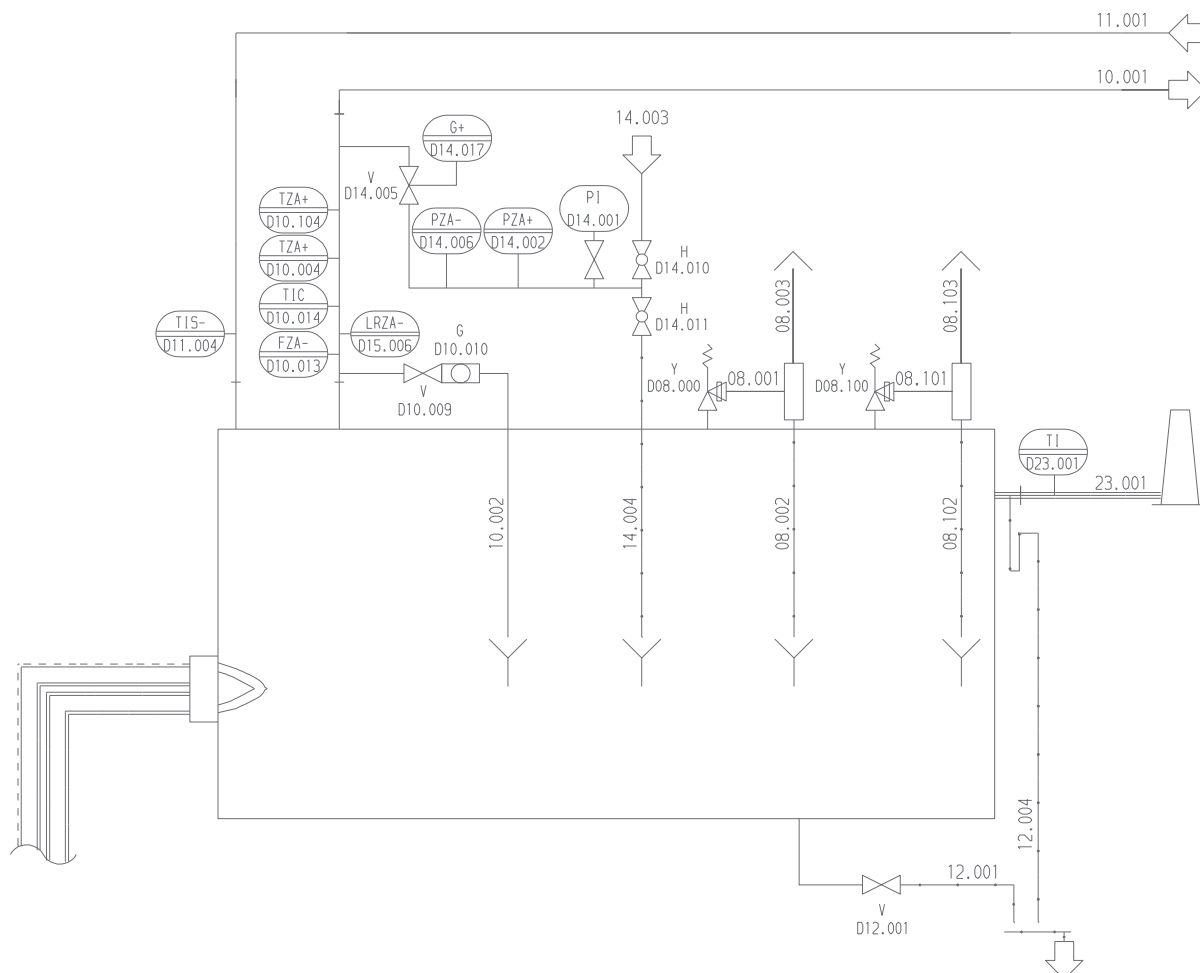 11.001
10.001
14.003
G+
D14.017
V
D14.005
TZA+
D10.104
PZA-
D14.006
PZA+
D14.002
PI
D14.001
TZA+
D10.004
H
D14.010
TIC
D10.014
H
D14.011
TIS-
D11.004
LRZA-
D15.006
FZA-
D10.013
G
D10.010
V
D10.009
08.003
08.103
Y
D08.000
08.001
Y
D08.100
08.101
TI
D23.001
23.001
10.002
14.004
08.002
08.102
12.004
12.001
V
D12.001